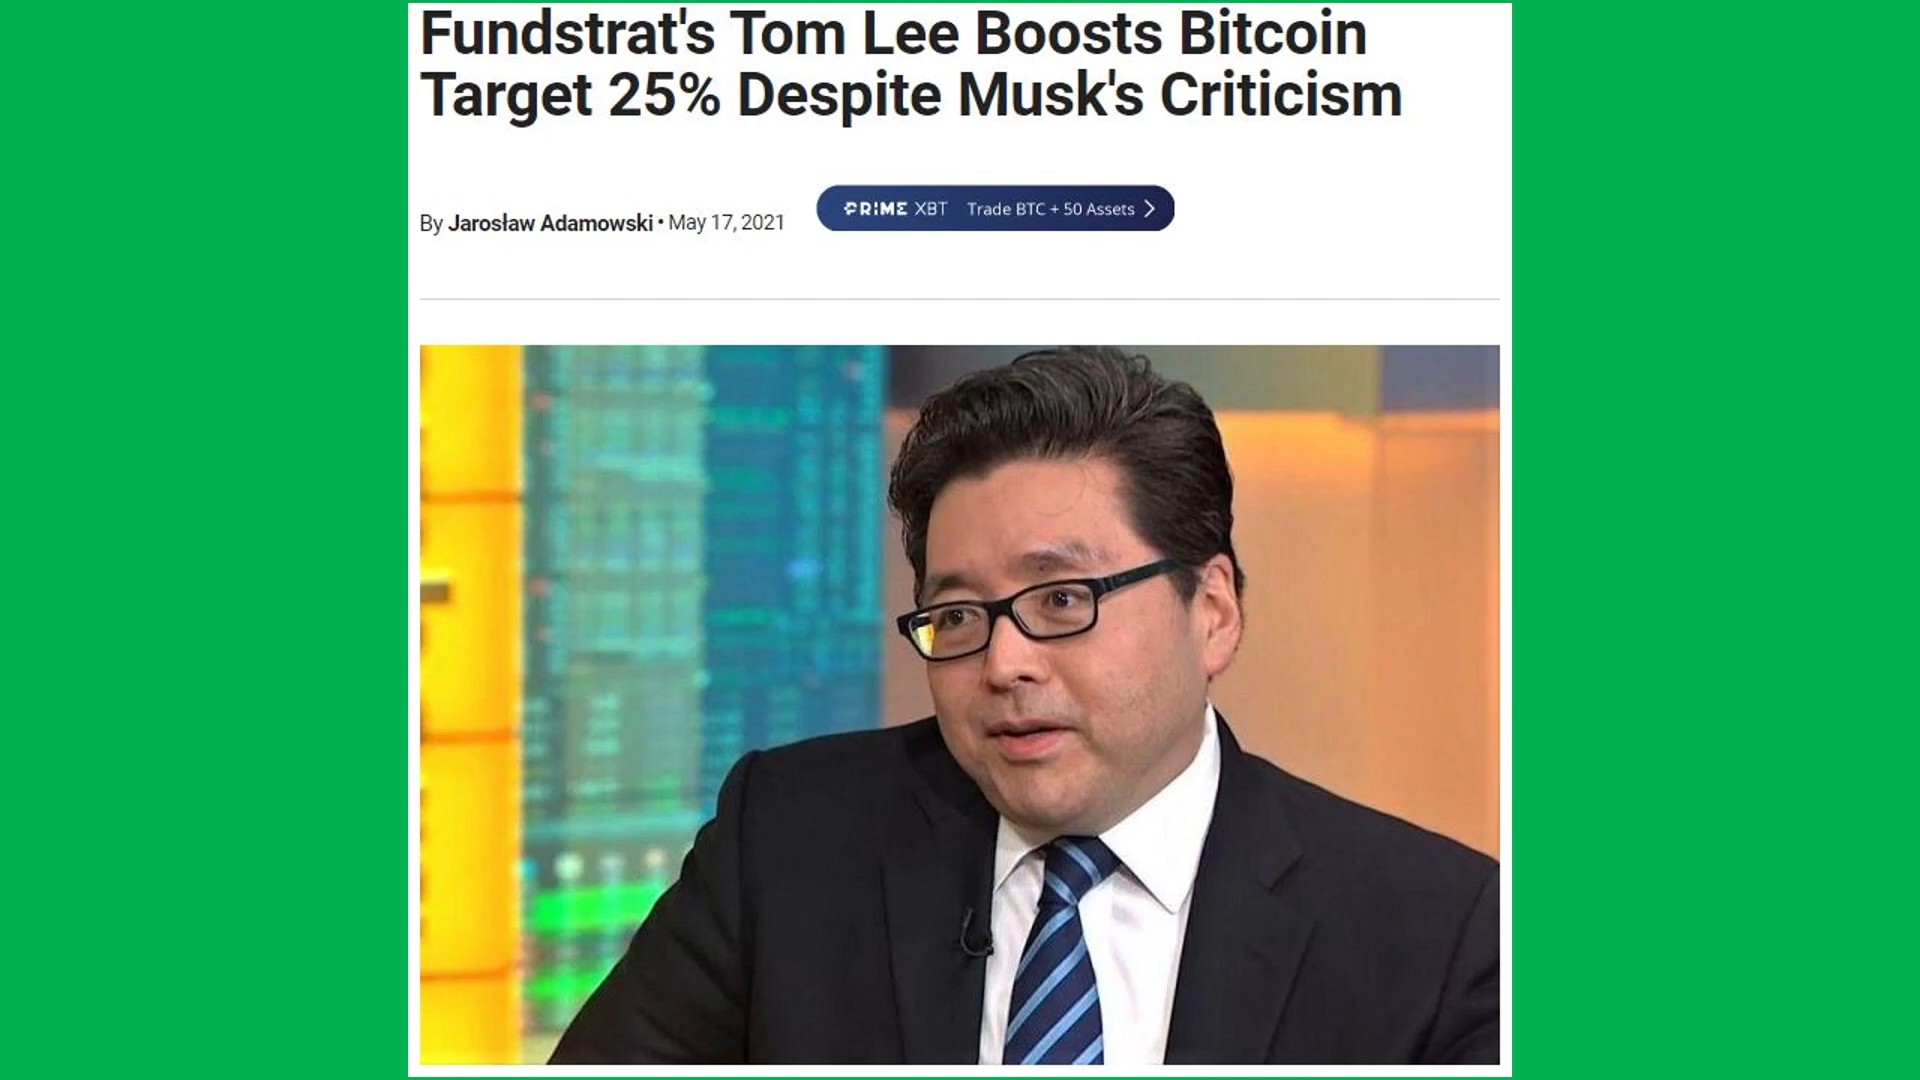 Fundstrat's Tom Lee Boosts Bitcoin
Target 25% Despite Musk's Criticism
By Jarosław Adamowski • May 17, 2021
PRIME XBT Trade BTC + 50 Assets